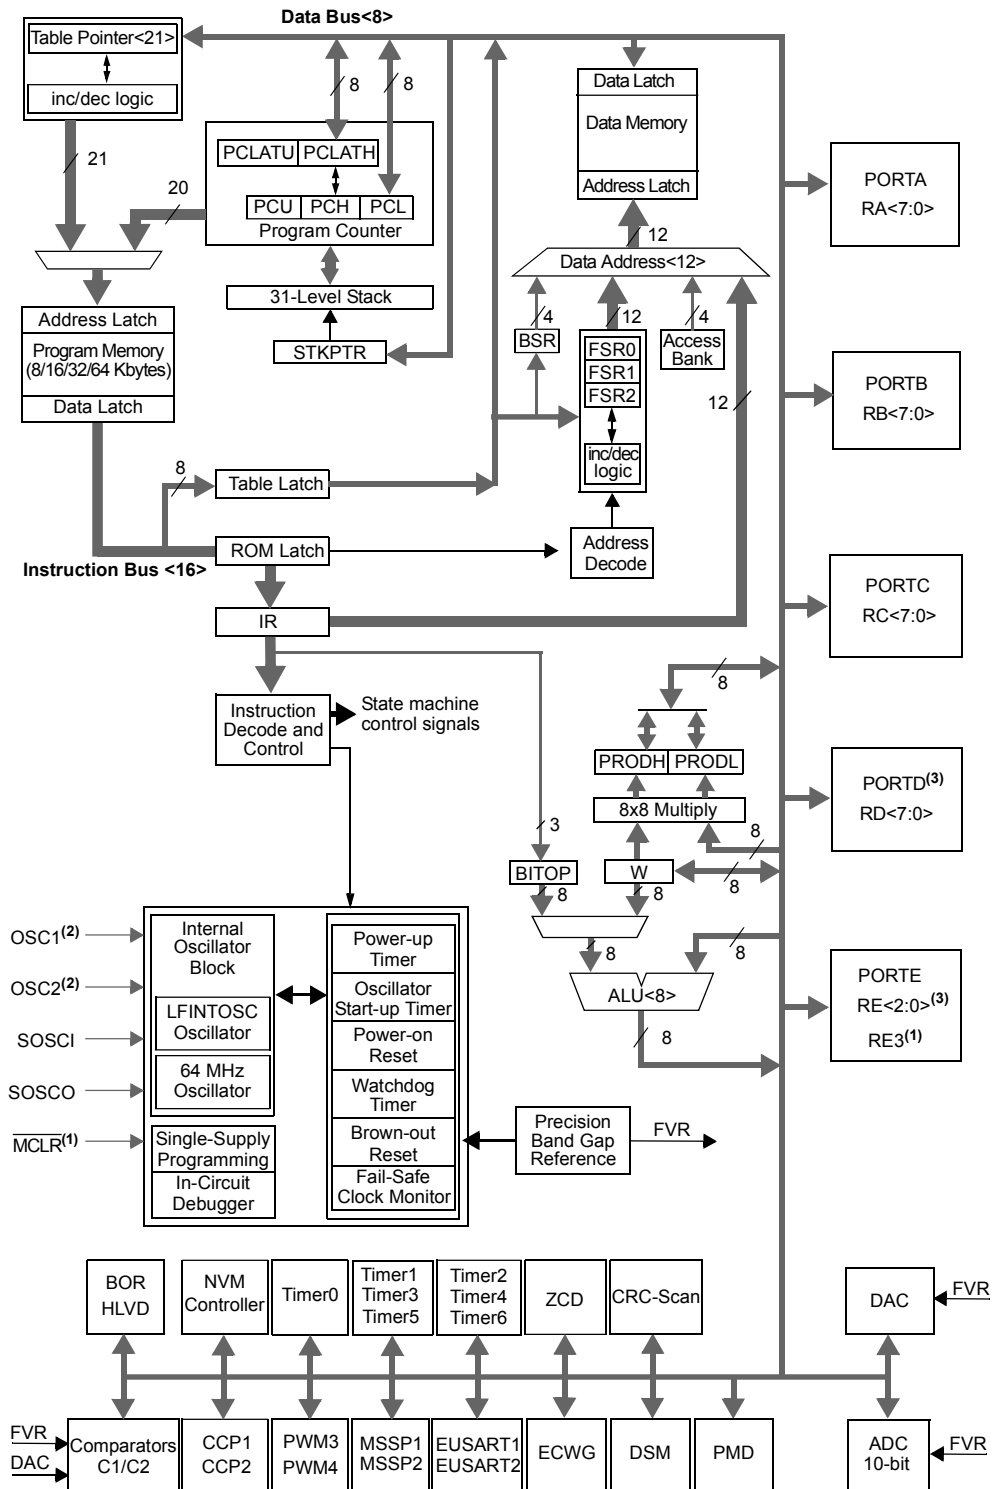 Data Bus<8>
Table Pointer<21>
inc/dec logic
21
20
8
8
PCLATU
PCLATH
PCU
PCH
PCL
Program Counter
31-Level Stack
STKPTR
Data Latch
Data Memory
Address Latch
12
Data Address<12>
4
12
4
BSR
FSR0
FSR1
FSR2
inc/dec
logic
Access
Bank
12
Address Latch
Program Memory
(8/16/32/64 Kbytes)
Data Latch
8
Table Latch
ROM Latch
Instruction Bus <16>
Address
Decode
IR
Instruction
Decode and
Control
State machine
control signals
8
PRODH
PRODL
8x8 Multiply
3
8
BITOP
W
8
8
8
8
8
ALU<8>
8
PORTA
RA<7:0>
PORTB
RB<7:0>
PORTC
RC<7:0>
PORTD(3)
RD<7:0>
PORTE
RE<2:0>(3)
RE3(1)
OSC1(2)
OSC2(2)
SOSCI
SOSCO
MCLR(1)
Internal
Oscillator
Block
LFINTOSC
Oscillator
64 MHz
Oscillator
Single-Supply
Programming
In-Circuit
Debugger
Power-up
Timer
Oscillator
Start-up Timer
Power-on
Reset
Watchdog
Timer
Brown-out
Reset
Fail-Safe
Clock Monitor
Precision
Band Gap
Reference
FVR
BOR
HLVD
NVM
Controller
Timer0
Timer1
Timer3
Timer5
Timer2
Timer4
Timer6
ZCD
CRC-Scan
DAC
FVR
FVR
DAC
Comparators
C1/C2
CCP1
CCP2
PWM3
PWM4
MSSP1
MSSP2
EUSART1
EUSART2
ECWG
DSM
PMD
ADC
10-bit
FVR